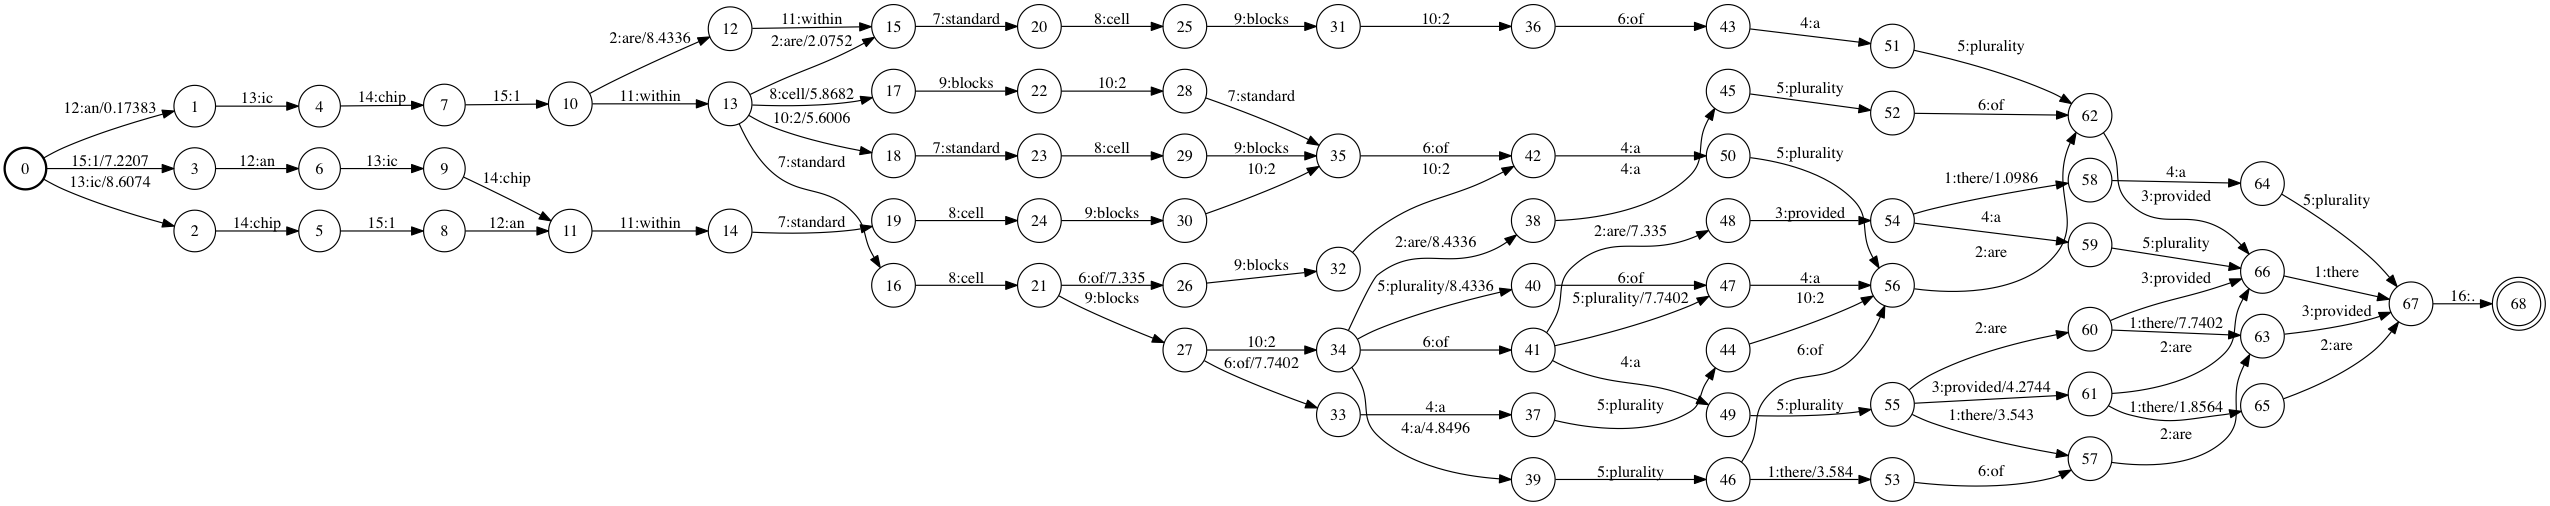 12 11:within 15 7:standard 20 8:cell 25 9:blocks 31 10:2 36 6:of 43 4:a 51 5:plurality
2:are/8.4336 2:are/2.0752
12:an/0.17383 1 13:ic 4 14:chip 7 15:1 10 11:within 13 8:cell/5.8682 17 9:blocks 22 10:2 28 7:standard 45 5:plurality 52 6:of 62
10:2/5.6006
0 15:1/7.2207 3 12:an 6 13:ic 9 14:chip 7:standard 18 7:standard 23 8:cell 29 9:blocks 35 6:of 42 4:a 50 5:plurality
13:ic/8.6074 10:2 10:2 4:a
1:there/1.0986 58 4:a 64 3:provided 5:plurality
2 14:chip 5 15:1 8 12:an 11 11:within 14 7:standard 19 8:cell 24 9:blocks 30 38 48 3:provided 54 4:a 59 5:plurality
2:are/8.4336 2:are/7.335 2:are
16 8:cell 21 6:of/7.335 26 9:blocks 32 5:plurality/8.4336 40 6:of 47 4:a 56 3:provided 66 1:there
9:blocks 5:plurality/7.7402 10:2 67 16:. 68
27 10:2 34 6:of 41 4:a 44 6:of 2:are 60 1:there/7.7402 63 3:provided
6:of/7.7402 2:are 2:are
33 4:a 37 5:plurality 49 5:plurality 55 3:provided/4.2744 61 1:there/1.8564 65
4:a/4.8496 1:there/3.543 2:are
39 5:plurality 46 1:there/3.584 53 6:of 57